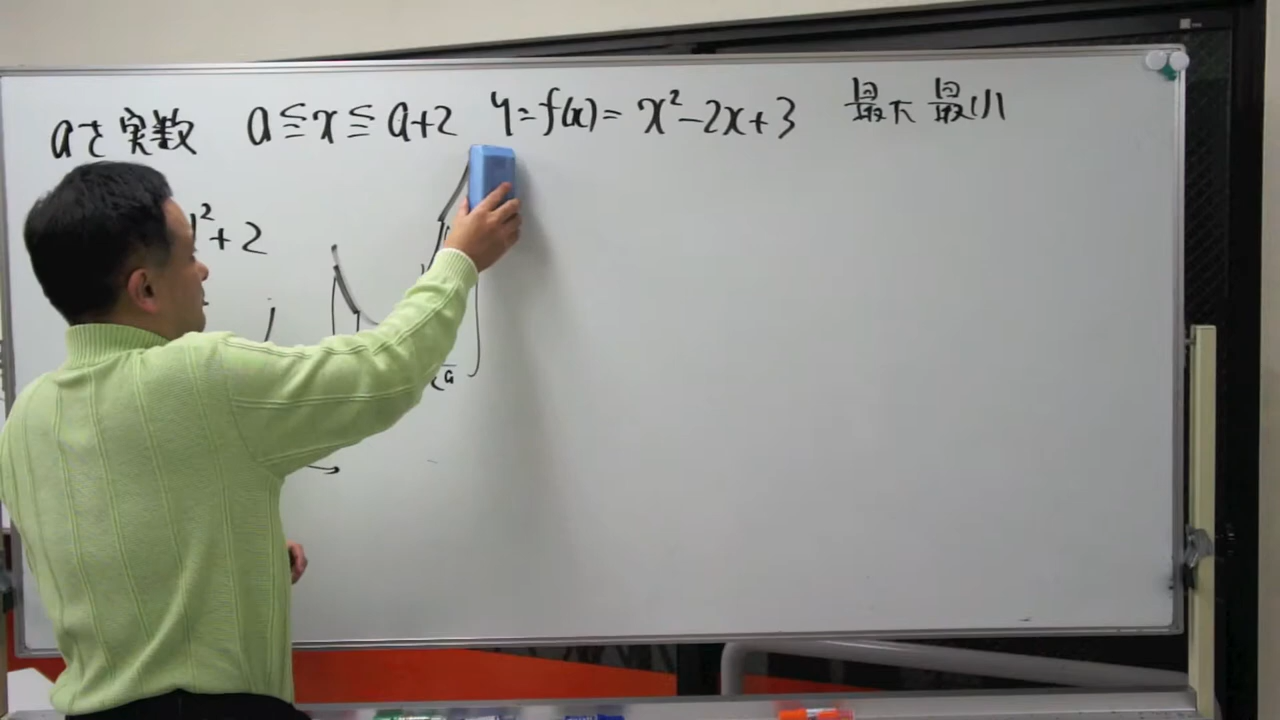 aを実数 a≦x≦a+2 y=f(x)=x²-2x+3 最大 最小
)²+2
a